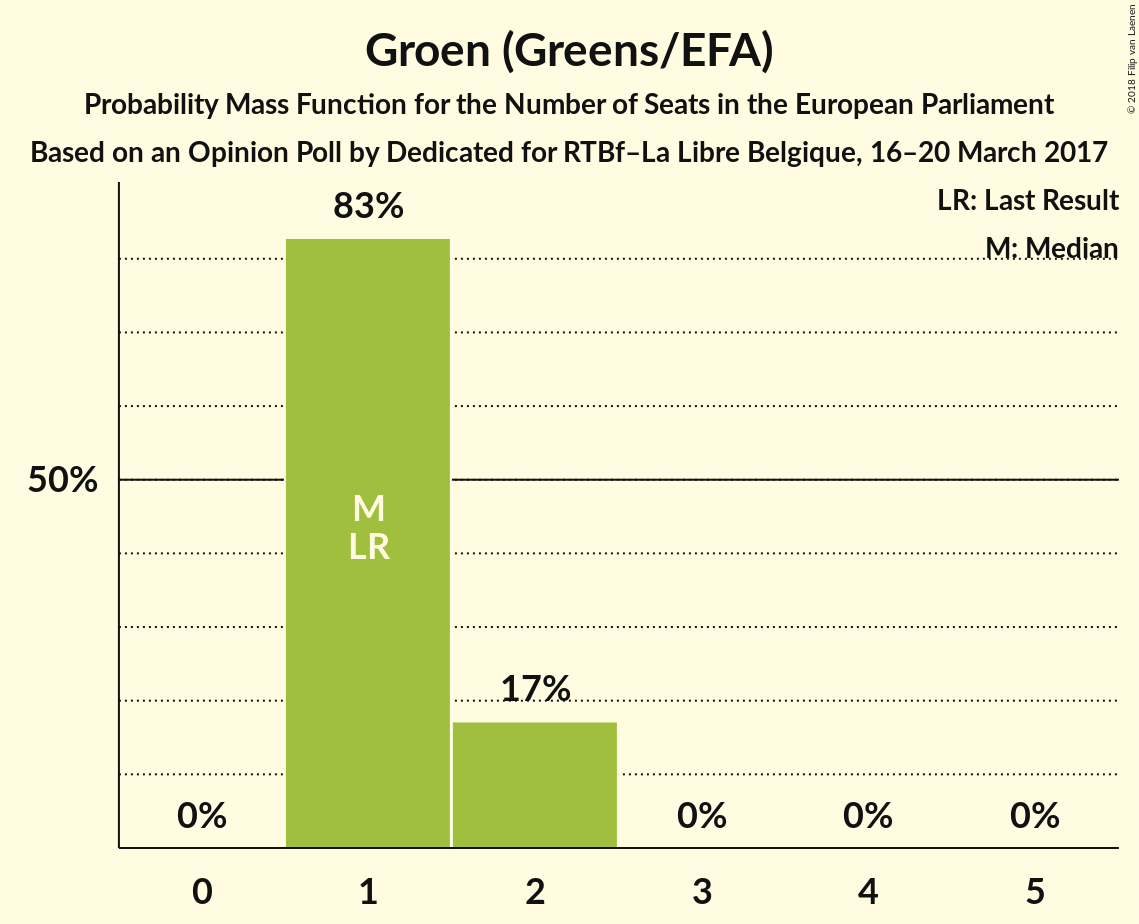 Groen (Greens/EFA)
Probability Mass Function for the Number of Seats in the European Parliament
Based on an Opinion Poll by Dedicated for RTBf–La Libre Belgique, 16–20 March 2017
© 2018 Filip van Laenen
LR: Last Result
M: Median
83%
50%
M
LR
17%
0%
0%
0%
0%
0
1
2
3
4
5